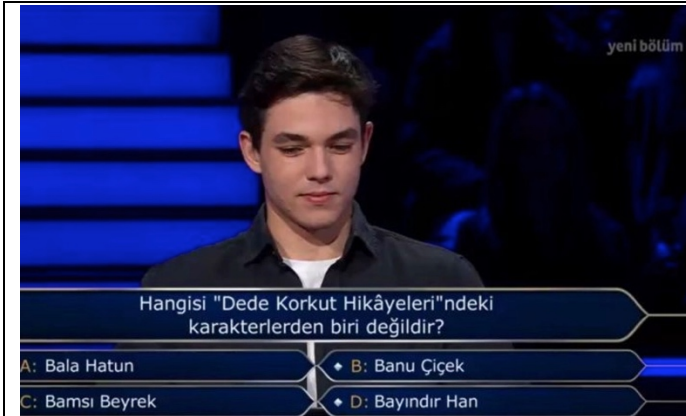 yeni bölüm
Hangisi "Dede Korkut Hikâyeleri"ndeki
karakterlerden biri değildir?
A: Bala Hatun
B: Banu Çiçek
C: Bamsı Beyrek
D: Bayındır Han